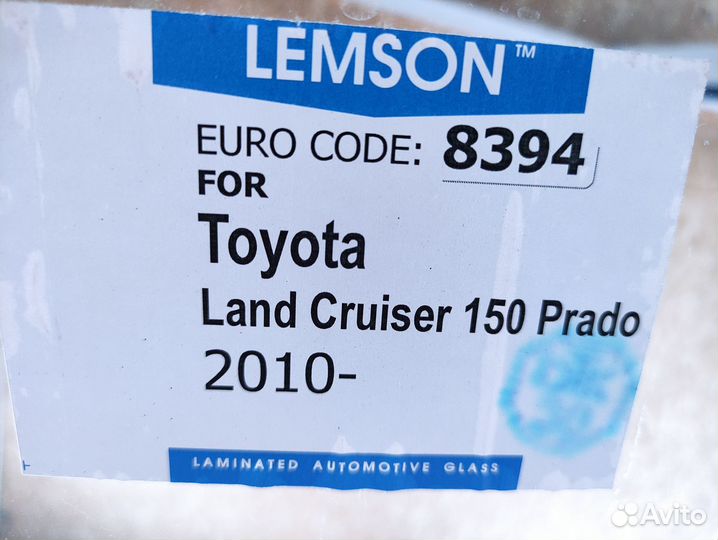 LEMSON™
EURO CODE: 8394
FOR
Toyota
Land Cruiser 150 Prado
2010-
LAMINATED AUTOMOTIVE GLASS
Avito